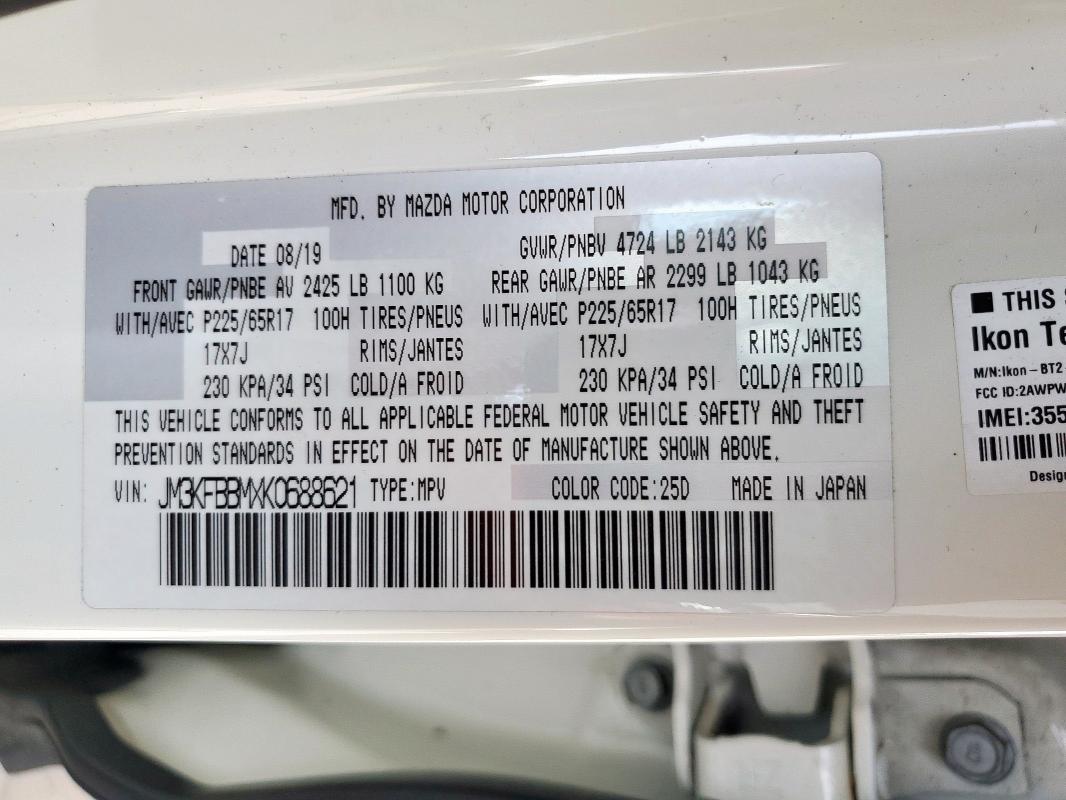 MFD. BY MAZDA MOTOR CORPORATION
DATE 08/19 GVWR/PNBV 4724 LB 2143 KG
FRONT GAWR/PNBE AV 2425 LB 1100 KG REAR GAWR/PNBE AR 2299 LB 1043 KG
WITH/AVEC P225/65R17 100H TIRES/PNEUS WITH/AVEC P225/65R17 100H TIRES/PNEUS
17X7J RIMS/JANTES 17X7J RIMS/JANTES
230 KPA/34 PSI COLD/A FROID 230 KPA/34 PSI COLD/A FROID
THIS VEHICLE CONFORMS TO ALL APPLICABLE FEDERAL MOTOR VEHICLE SAFETY AND THEFT
PREVENTION STANDARDS IN EFFECT ON THE DATE OF MANUFACTURE SHOWN ABOVE.
VIN: JM3KFBBMXK0688621 TYPE:MPV COLOR CODE:25D MADE IN JAPAN
THIS
Ikon Te
M/N:Ikon-BT2
FCC ID:2AWPW
IMEI:355
Desig